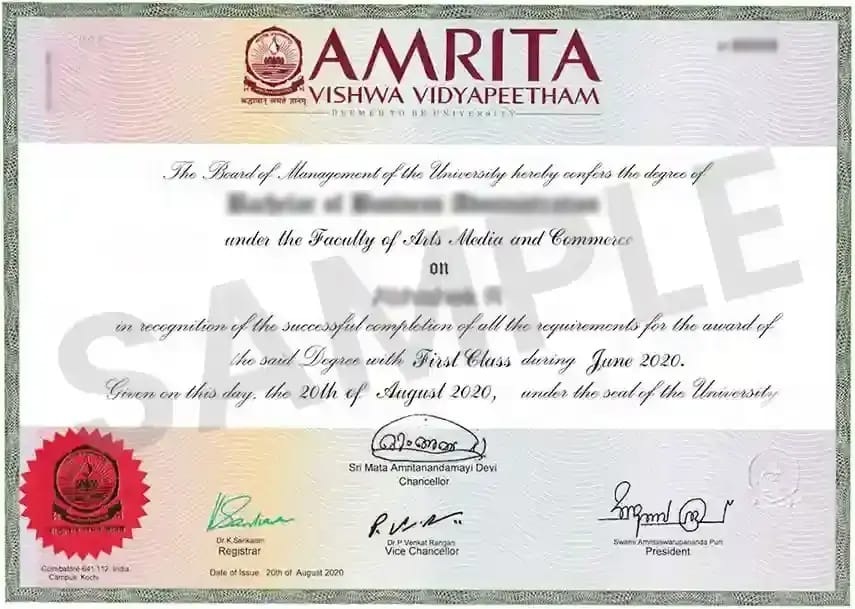 AMRITA
VISHWA VIDYAPEETHAM
श्रद्धावान् लभते ज्ञानम्
DEEMED TO BE UNIVERSITY
The Board of Management of the University hereby confers the degree of
under the Faculty of Arts Media and Commerce
on
in recognition of the successful completion of all the requirements for the award of
the said Degree with First Class during June 2020.
Given on this day, the 20th of August 2020, under the seal of the University
SAMPLE
Sri Mata Amritanandamayi Devi
Chancellor
Dr.K.Sankaran
Registrar
Dr.P.Venkat Rangan
Vice Chancellor
Swami Amritaswarupananda Puri
President
Coimbatore-641 112, India
Campus: Kochi
Date of Issue: 20th of August 2020